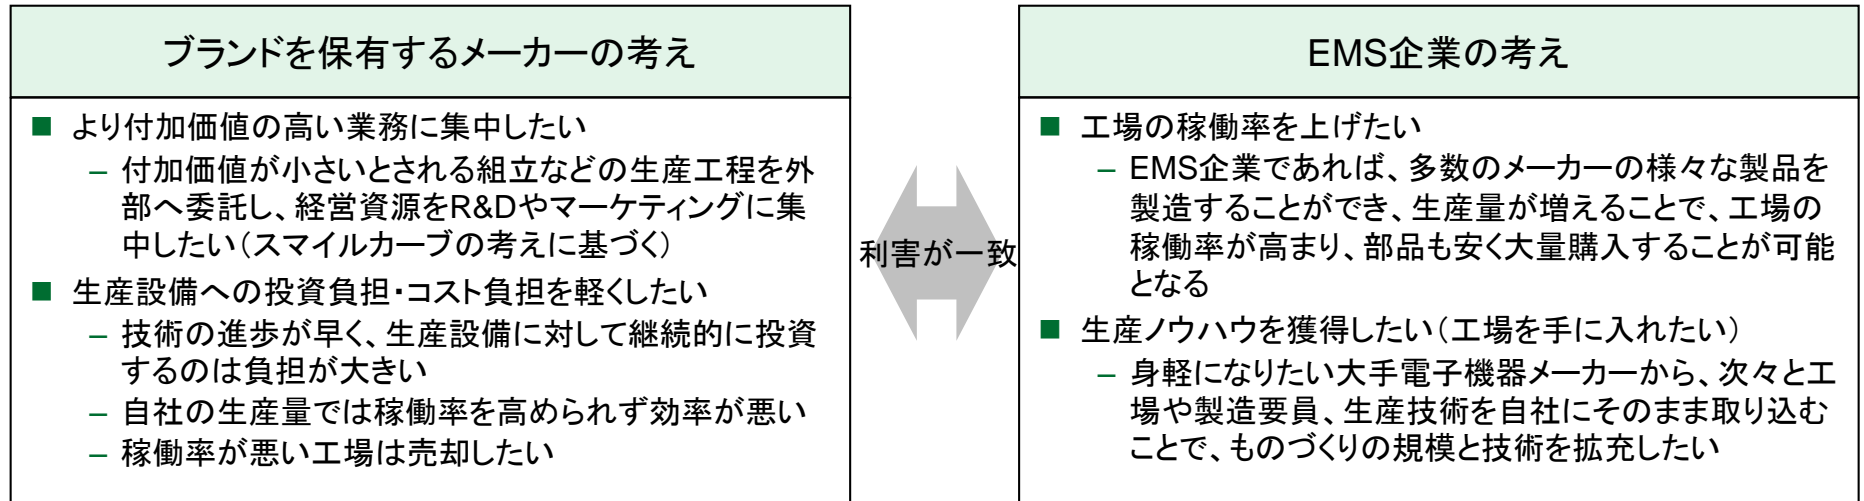 ブランドを保有するメーカーの考え
■ より付加価値の高い業務に集中したい
– 付加価値が小さいとされる組立などの生産工程を外
部へ委託し、経営資源をR&Dやマーケティングに集
中したい（スマイルカーブの考えに基づく）
■ 生産設備への投資負担・コスト負担を軽くしたい
– 技術の進歩が早く、生産設備に対して継続的に投資
するのは負担が大きい
– 自社の生産量では稼働率を高められず効率が悪い
– 稼働率が悪い工場は売却したい
利害が一致
EMS企業の考え
■ 工場の稼働率を上げたい
– EMS企業であれば、多数のメーカーの様々な製品を
製造することができ、生産量が増えることで、工場の
稼働率が高まり、部品も安く大量購入することが可能
となる
■ 生産ノウハウを獲得したい（工場を手に入れたい）
– 身軽になりたい大手電子機器メーカーから、次々と工
場や製造要員、生産技術を自社にそのまま取り込む
ことで、ものづくりの規模と技術を拡充したい